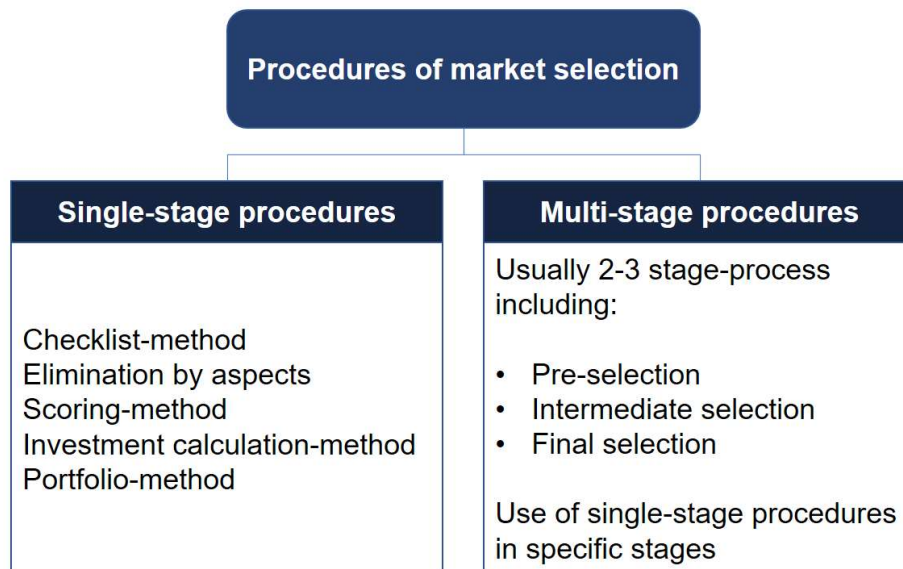 Procedures of market selection
Single-stage procedures
Checklist-method
Elimination by aspects
Scoring-method
Investment calculation-method
Portfolio-method
Multi-stage procedures
Usually 2-3 stage-process
including:
• Pre-selection
• Intermediate selection
• Final selection
Use of single-stage procedures
in specific stages